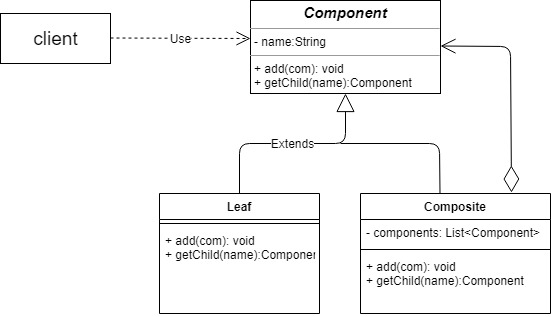 client
Use
Component
- name:String
+ add(com): void
+ getChild(name):Component
Extends
Leaf
+ add(com): void
+ getChild(name):Componen
Composite
- components: List<Component>
+ add(com): void
+ getChild(name):Component